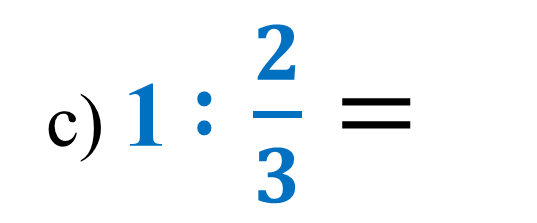 c) 1 : 2/3 =